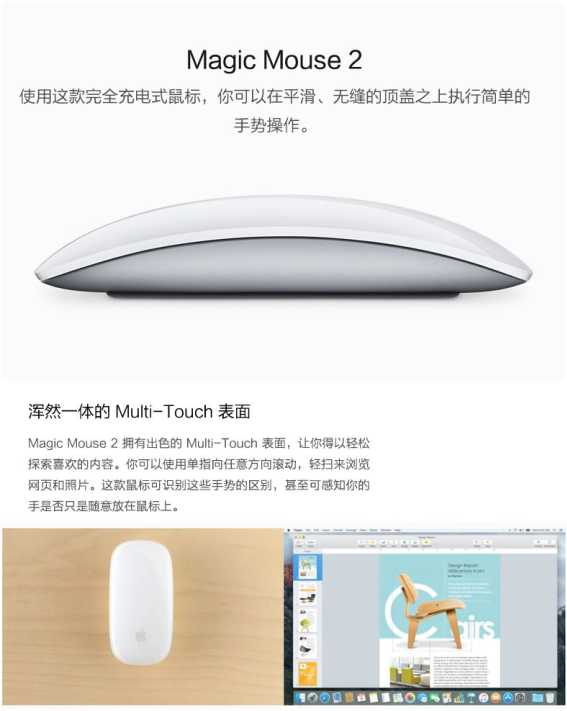 Magic Mouse 2
使用这款完全充电式鼠标，你可以在平滑、无缝的顶盖之上执行简单的
手势操作。
浑然一体的 Multi-Touch 表面
Magic Mouse 2 拥有出色的 Multi-Touch 表面，让你得以轻松
探索喜欢的内容。你可以使用单指向任意方向滚动，轻扫来浏览
网页和照片。这款鼠标可识别这些手势的区别，甚至可感知你的
手是否只是随意放在鼠标上。
Design Report
airs